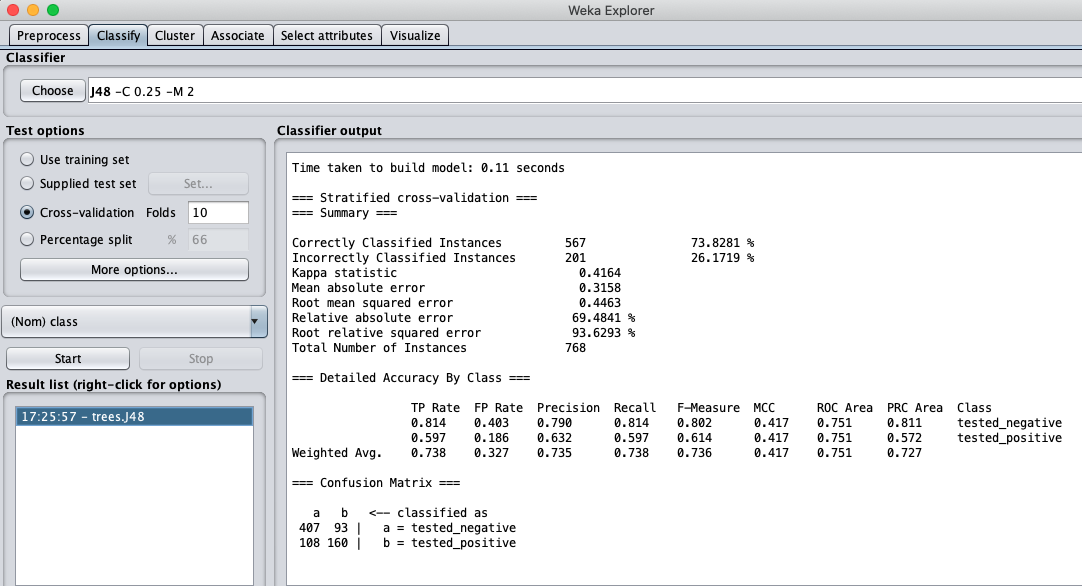 Weka Explorer
Preprocess Classify Cluster Associate Select attributes Visualize
Classifier
Choose J48 -C 0.25 -M 2
Test options
Use training set
Supplied test set Set...
Cross-validation Folds 10
Percentage split % 66
More options...
(Nom) class
Start Stop
Result list (right-click for options)
17:25:57 - trees.J48
Classifier output
Time taken to build model: 0.11 seconds
=== Stratified cross-validation ===
=== Summary ===
Correctly Classified Instances 567 73.8281 %
Incorrectly Classified Instances 201 26.1719 %
Kappa statistic 0.4164
Mean absolute error 0.3158
Root mean squared error 0.4463
Relative absolute error 69.4841 %
Root relative squared error 93.6293 %
Total Number of Instances 768
=== Detailed Accuracy By Class ===
TP Rate FP Rate Precision Recall F-Measure MCC ROC Area PRC Area Class
0.814 0.403 0.790 0.814 0.802 0.417 0.751 0.811 tested_negative
0.597 0.186 0.632 0.597 0.614 0.417 0.751 0.572 tested_positive
Weighted Avg. 0.738 0.327 0.735 0.738 0.736 0.417 0.751 0.727
=== Confusion Matrix ===
a b <-- classified as
407 93 | a = tested_negative
108 160 | b = tested_positive